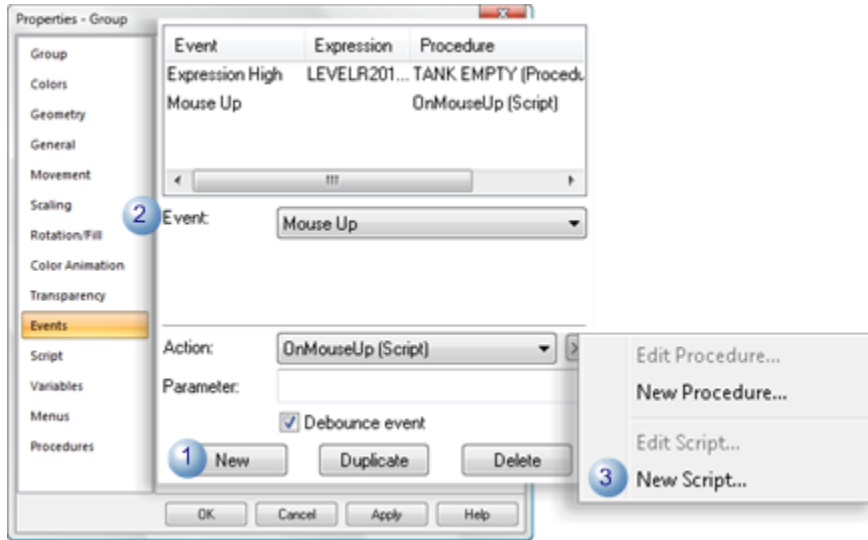 Properties - Group
Group
Colors
Geometry
General
Movement
Scaling
Rotation/Fill
Color Animation
Transparency
Events
Script
Variables
Menus
Procedures
Event Expression Procedure
Expression High LEVELR201... TANK EMPTY (Procedu
Mouse Up OnMouseUp (Script)
2 Event: Mouse Up
Action: OnMouseUp (Script)
Parameter:
Debounce event
1 New Duplicate Delete
OK Cancel Apply Help
Edit Procedure...
New Procedure...
Edit Script...
3 New Script...